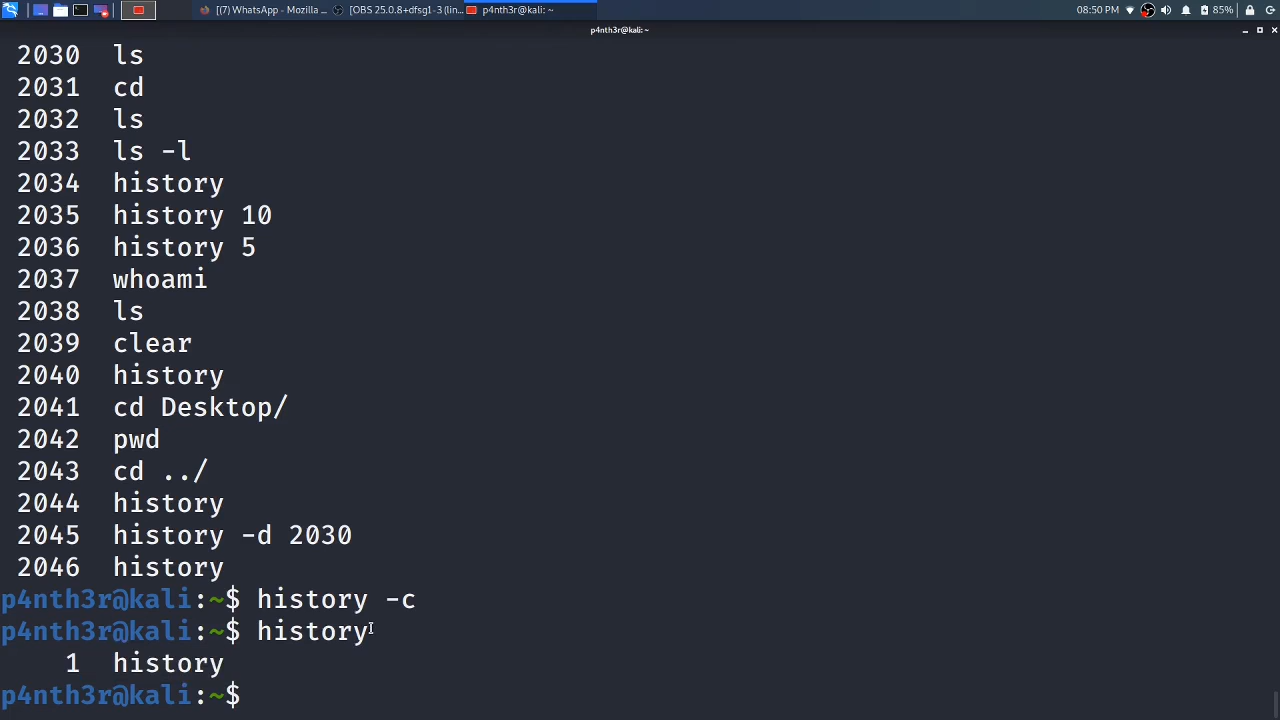 [(7) WhatsApp - Mozilla ...
[OBS 25.0.8+dfsg1-3 (lin...
p4nth3r@kali: ~
08:50 PM
85%
p4nth3r@kali:~
2030 ls
2031 cd
2032 ls
2033 ls -l
2034 history
2035 history 10
2036 history 5
2037 whoami
2038 ls
2039 clear
2040 history
2041 cd Desktop/
2042 pwd
2043 cd ../
2044 history
2045 history -d 2030
2046 history
p4nth3r@kali:~$ history -c
p4nth3r@kali:~$ history
1 history
p4nth3r@kali:~$